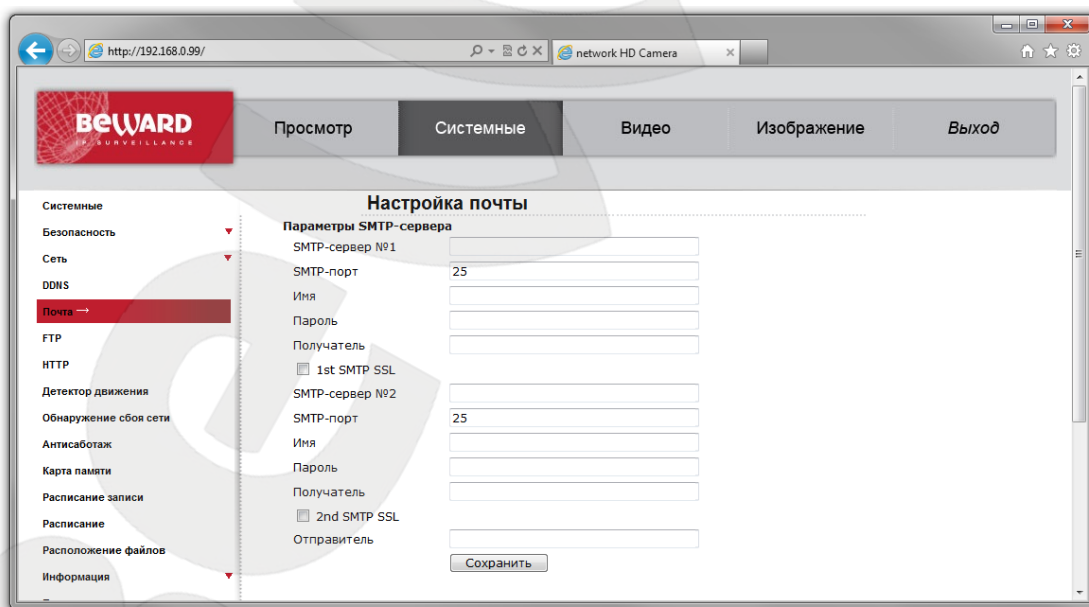 http://192.168.0.99/
network HD Camera
BEWARD
IP SURVEILLANCE
Просмотр
Системные
Видео
Изображение
Выход
Системные
Безопасность
Сеть
DDNS
Почта →
FTP
HTTP
Детектор движения
Обнаружение сбоя сети
Антисаботаж
Карта памяти
Расписание записи
Расписание
Расположение файлов
Информация
Настройка почты
Параметры SMTP-сервера
SMTP-сервер №1
SMTP-порт 25
Имя
Пароль
Получатель
1st SMTP SSL
SMTP-сервер №2
SMTP-порт 25
Имя
Пароль
Получатель
2nd SMTP SSL
Отправитель
Сохранить